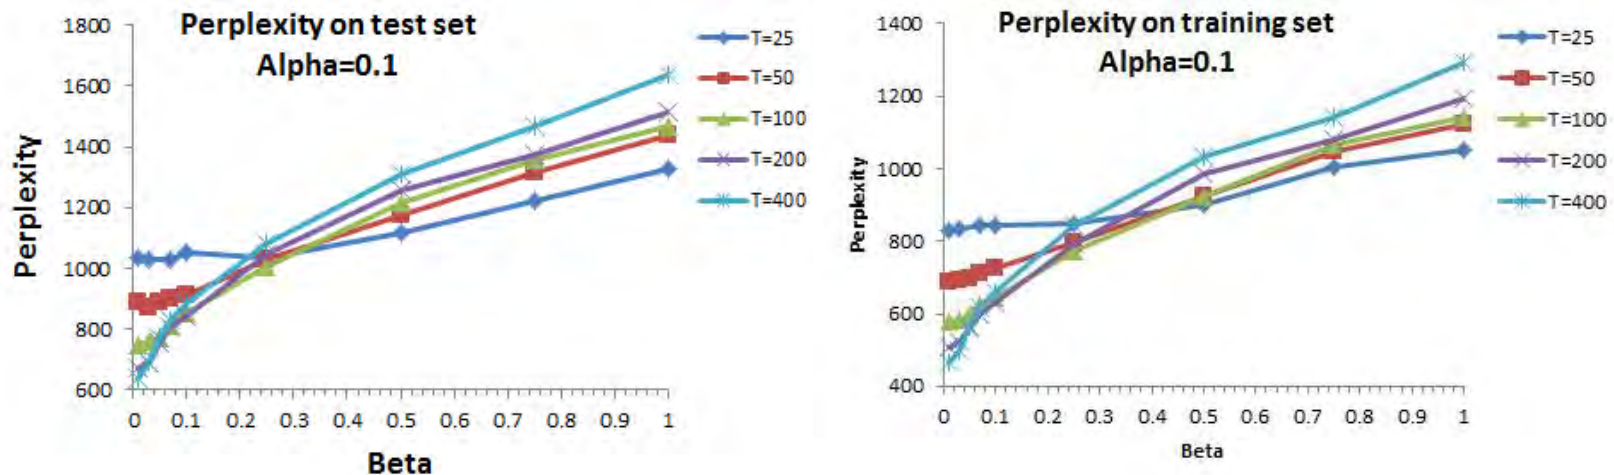 Perplexity on test set
Alpha=0.1
1800
1600
1400
1200
1000
800
600
Perplexity
0 0.1 0.2 0.3 0.4 0.5 0.6 0.7 0.8 0.9 1
Beta
T=25
T=50
T=100
T=200
T=400
Perplexity on training set
Alpha=0.1
1400
1200
1000
800
600
400
Perplexity
0 0.1 0.2 0.3 0.4 0.5 0.6 0.7 0.8 0.9 1
Beta
T=25
T=50
T=100
T=200
T=400